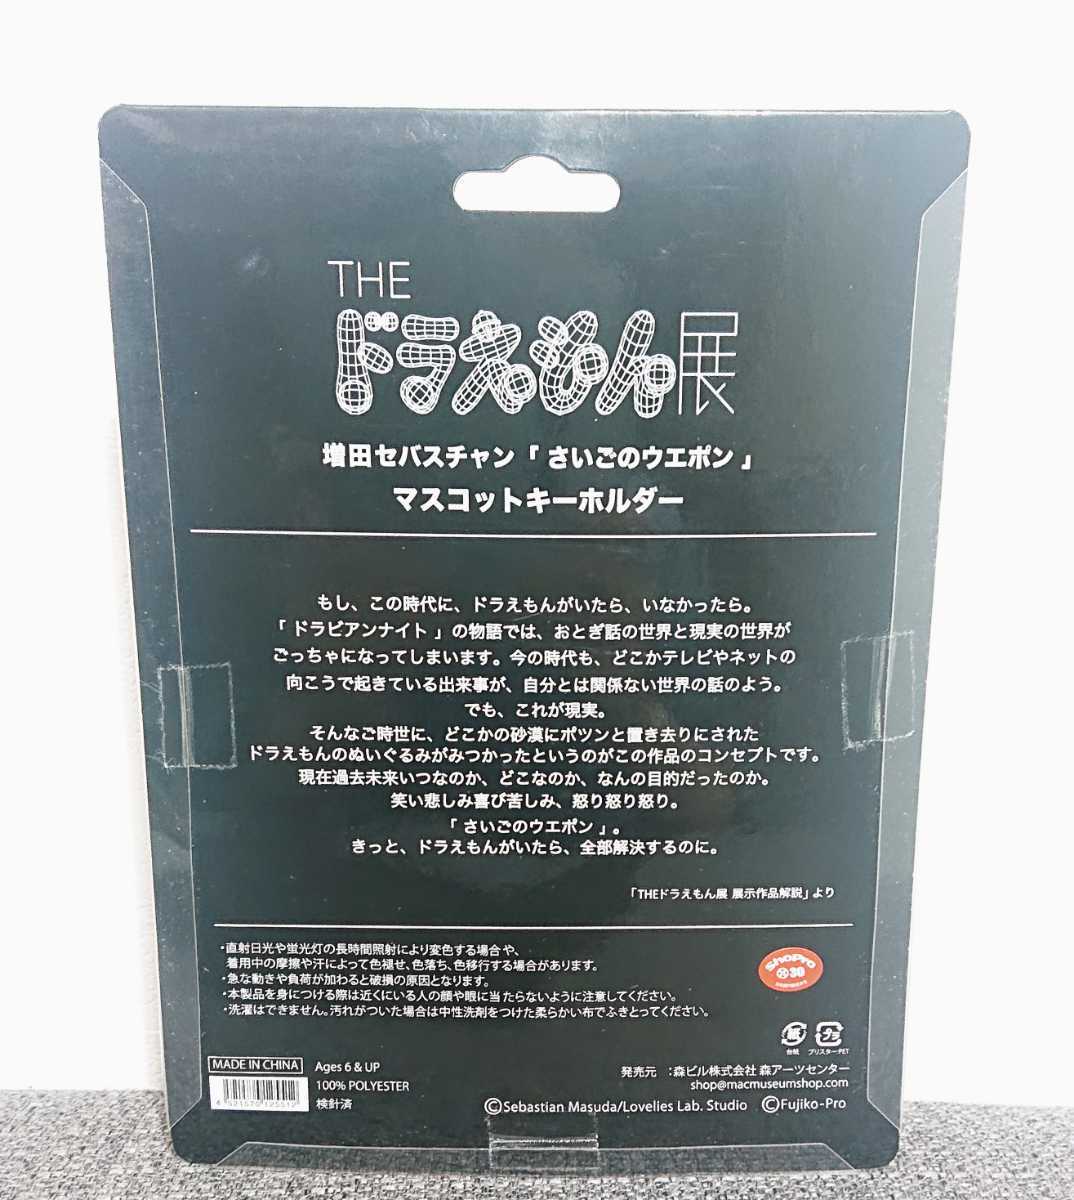 THE
ドラえもん展
増田セバスチャン「さいごのウエポン」
マスコットキーホルダー
もし、この時代に、ドラえもんがいたら、いなかったら。
「ドラビアンナイト」の物語では、おとぎ話の世界と現実の世界が
ごっちゃになってしまいます。今の時代も、どこかテレビやネットの
向こうで起きている出来事が、自分とは関係ない世界の話のよう。
でも、これが現実。
そんなご時世に、どこかの砂漠にポツンと置き去りにされた
ドラえもんのぬいぐるみがみつかったというのがこの作品のコンセプトです。
現在過去未来いつなのか、どこなのか、なんの目的だったのか。
笑い悲しみ喜び苦しみ、怒り怒り怒り。
「さいごのウエポン」。
きっと、ドラえもんがいたら、全部解決するのに。
「THEドラえもん展 展示作品解説」より
・直射日光や蛍光灯の長時間照射により変色する場合や、
着用中の摩擦や汗によって色褪せ、色落ち、色移行する場合があります。
・急な動きや負荷が加わると破損の原因となります。
・本製品を身につける際は近くにいる人の顔や眼に当たらないように注意してください。
・洗濯はできません。汚れがついた場合は中性洗剤をつけた柔らかい布でふきとってください。
ShoPro
30
紙
台紙
プラ
ブリスター:PET
MADE IN CHINA
Ages 6 & UP
100% POLYESTER
検針済
4 521570 125512
発売元 :森ビル株式会社 森アーツセンター
shop@macmuseumshop.com
©Sebastian Masuda/Lovelies Lab. Studio ©Fujiko-Pro